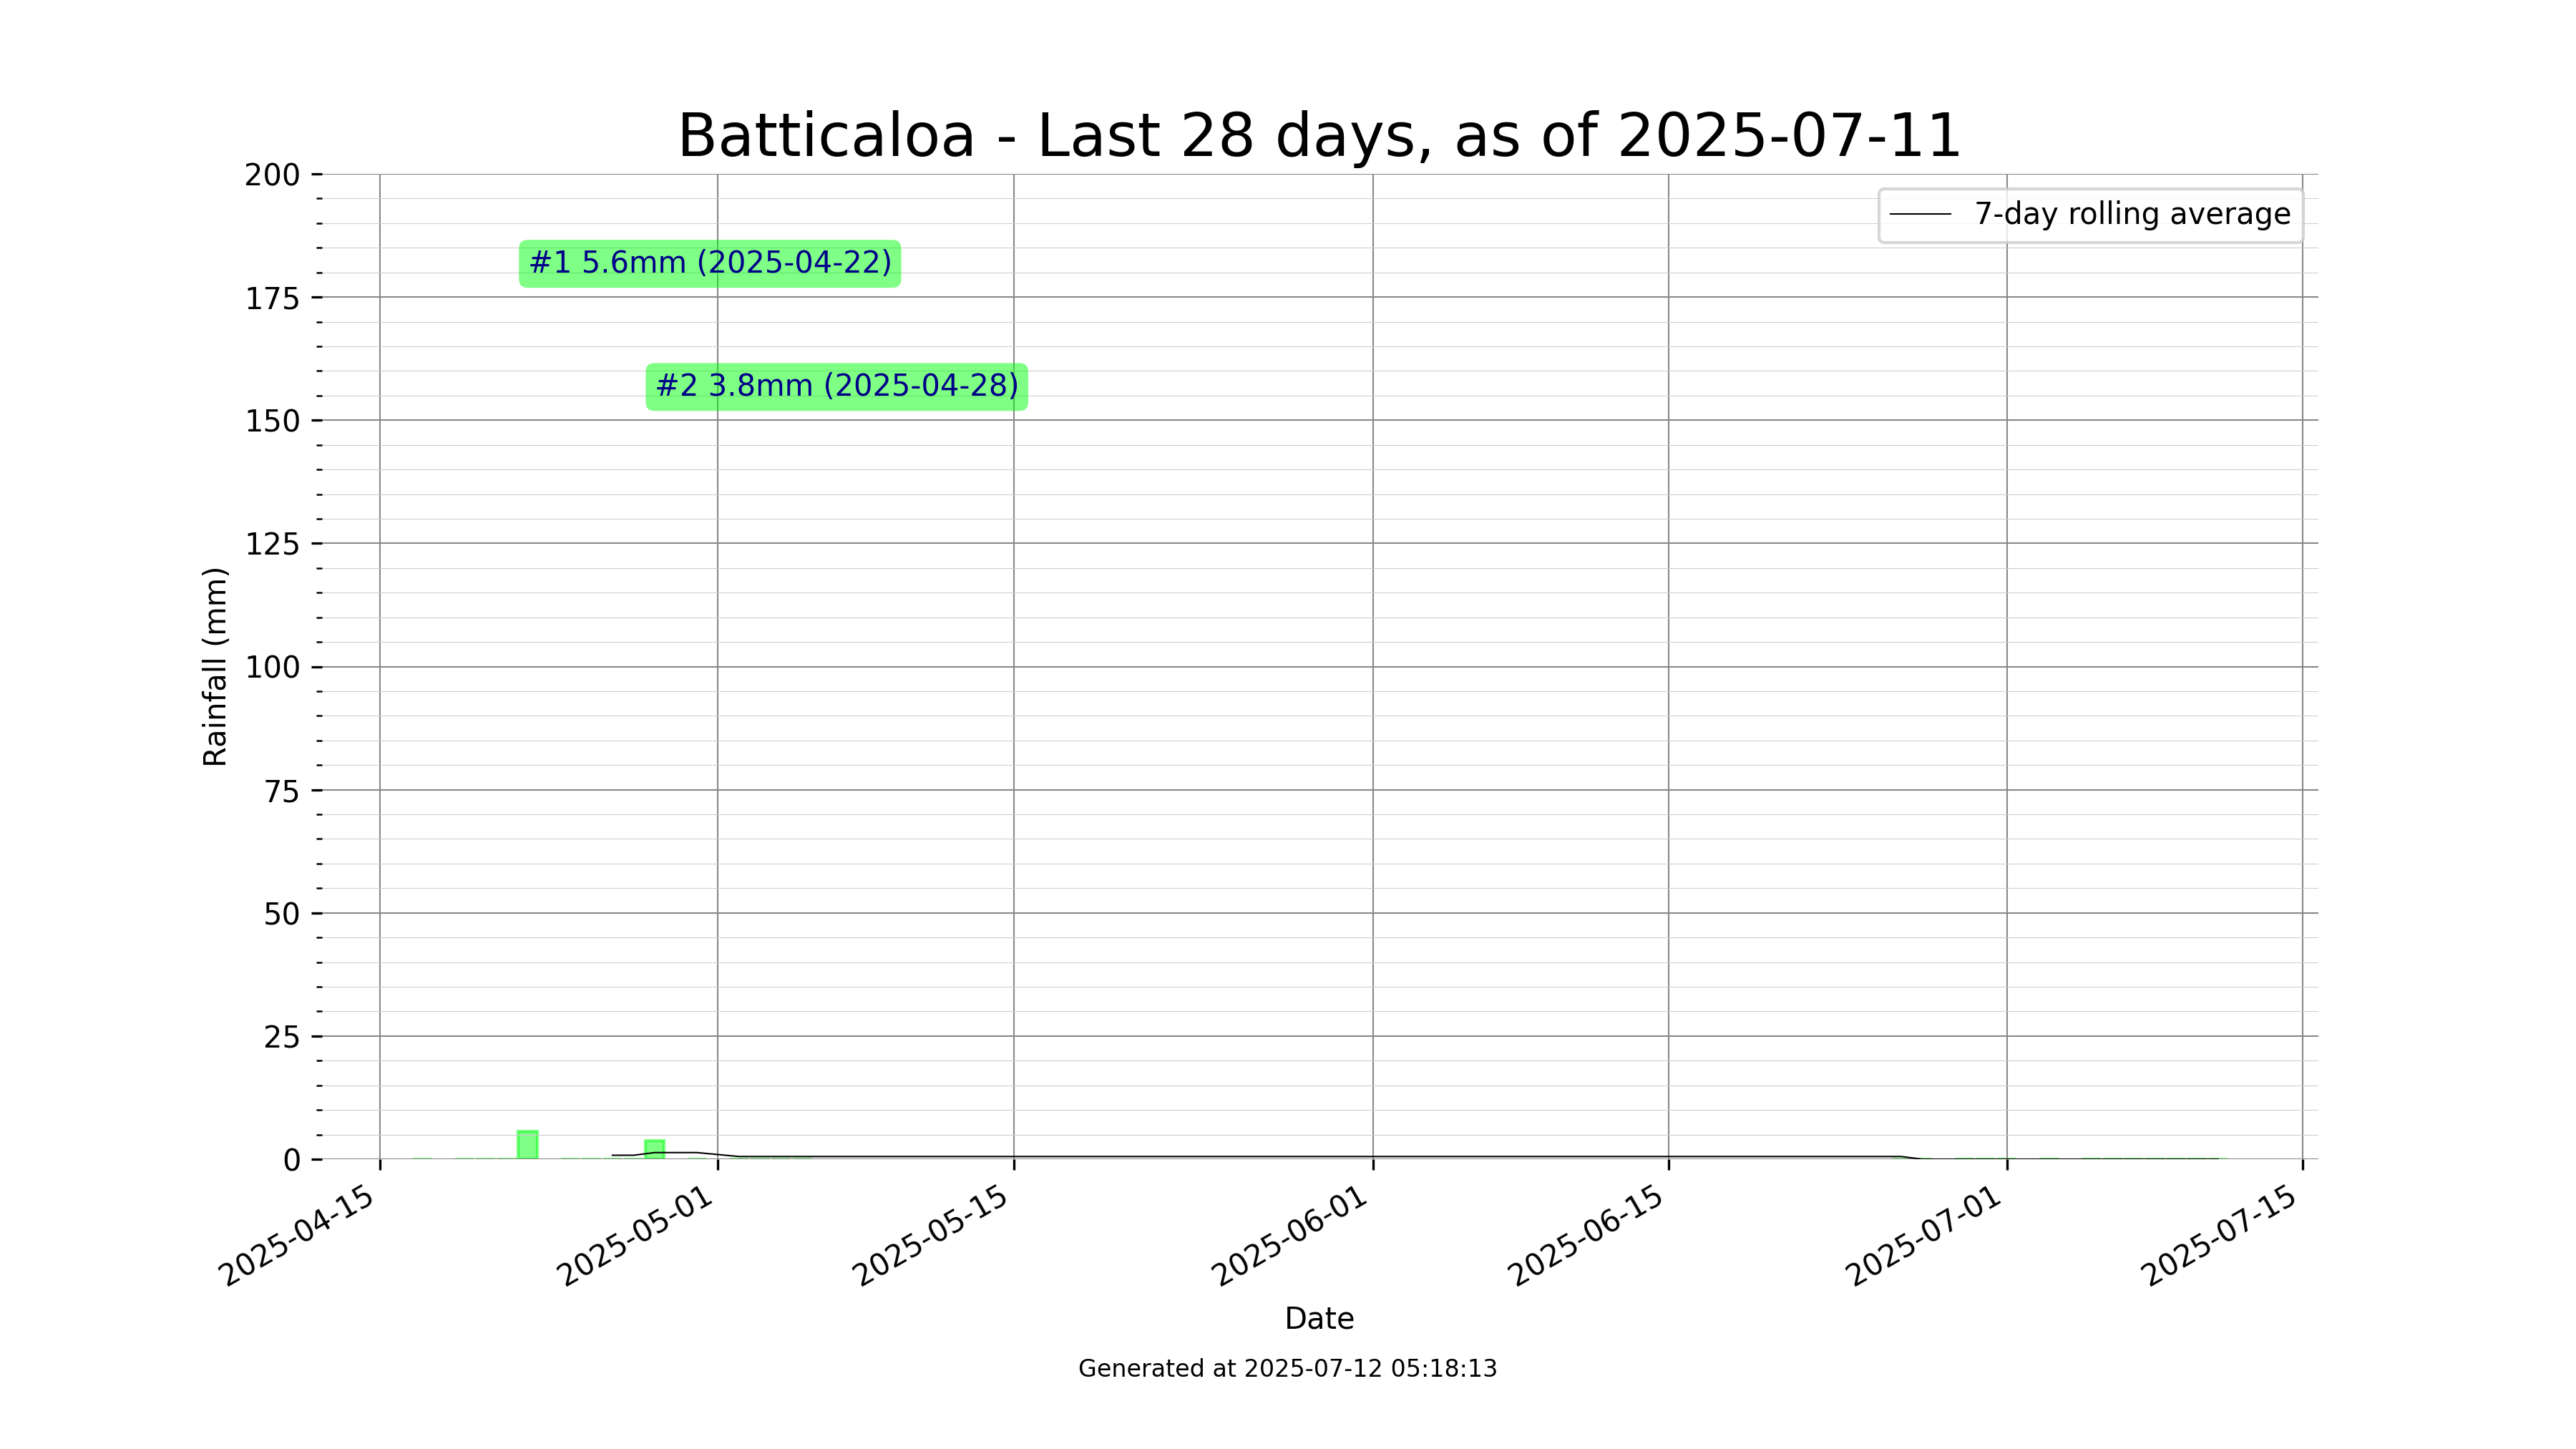 Batticaloa - Last 28 days, as of 2025-07-11
7-day rolling average
#1 5.6mm (2025-04-22)
#2 3.8mm (2025-04-28)
Rainfall (mm)
200
175
150
125
100
75
50
25
0
2025-04-15
2025-05-01
2025-05-15
2025-06-01
2025-06-15
2025-07-01
2025-07-15
Date
Generated at 2025-07-12 05:18:13